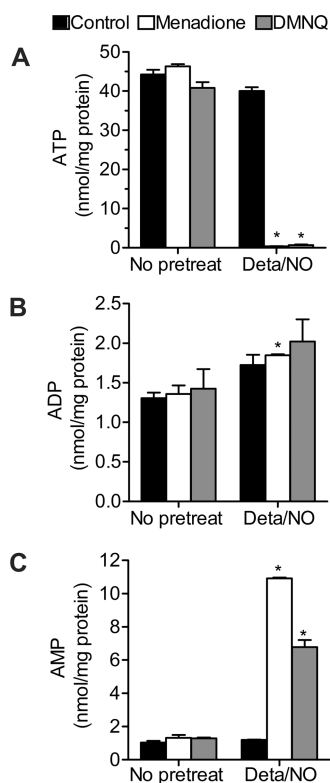 Control Menadione DMNQ
A
ATP
(nmol/mg protein)
50
40
30
20
10
0
* *
No pretreat Deta/NO
B
ADP
(nmol/mg protein)
2.5
2.0
1.5
1.0
0.5
0.0
*
No pretreat Deta/NO
C
AMP
(nmol/mg protein)
12
10
8
6
4
2
0
*
*
No pretreat Deta/NO